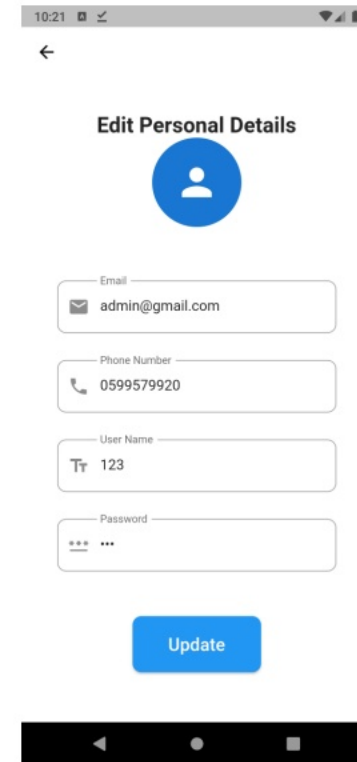 10:21
Edit Personal Details
Email
admin@gmail.com
Phone Number
0599579920
User Name
123
Password
•••
Update